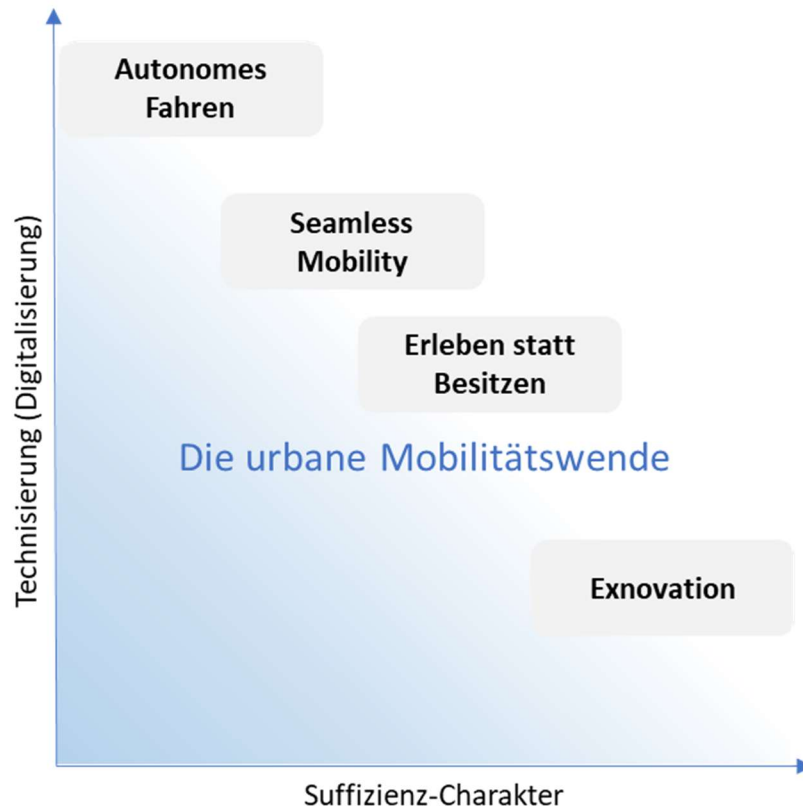 Autonomes
Fahren
Seamless
Mobility
Erleben statt
Besitzen
Technisierung (Digitalisierung)
Die urbane Mobilitätswende
Exnovation
Suffizienz-Charakter